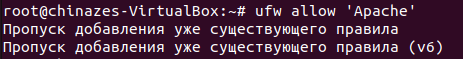 root@chinazes-VirtualBox:~# ufw allow 'Apache'
Пропуск добавления уже существующего правила
Пропуск добавления уже существующего правила (v6)